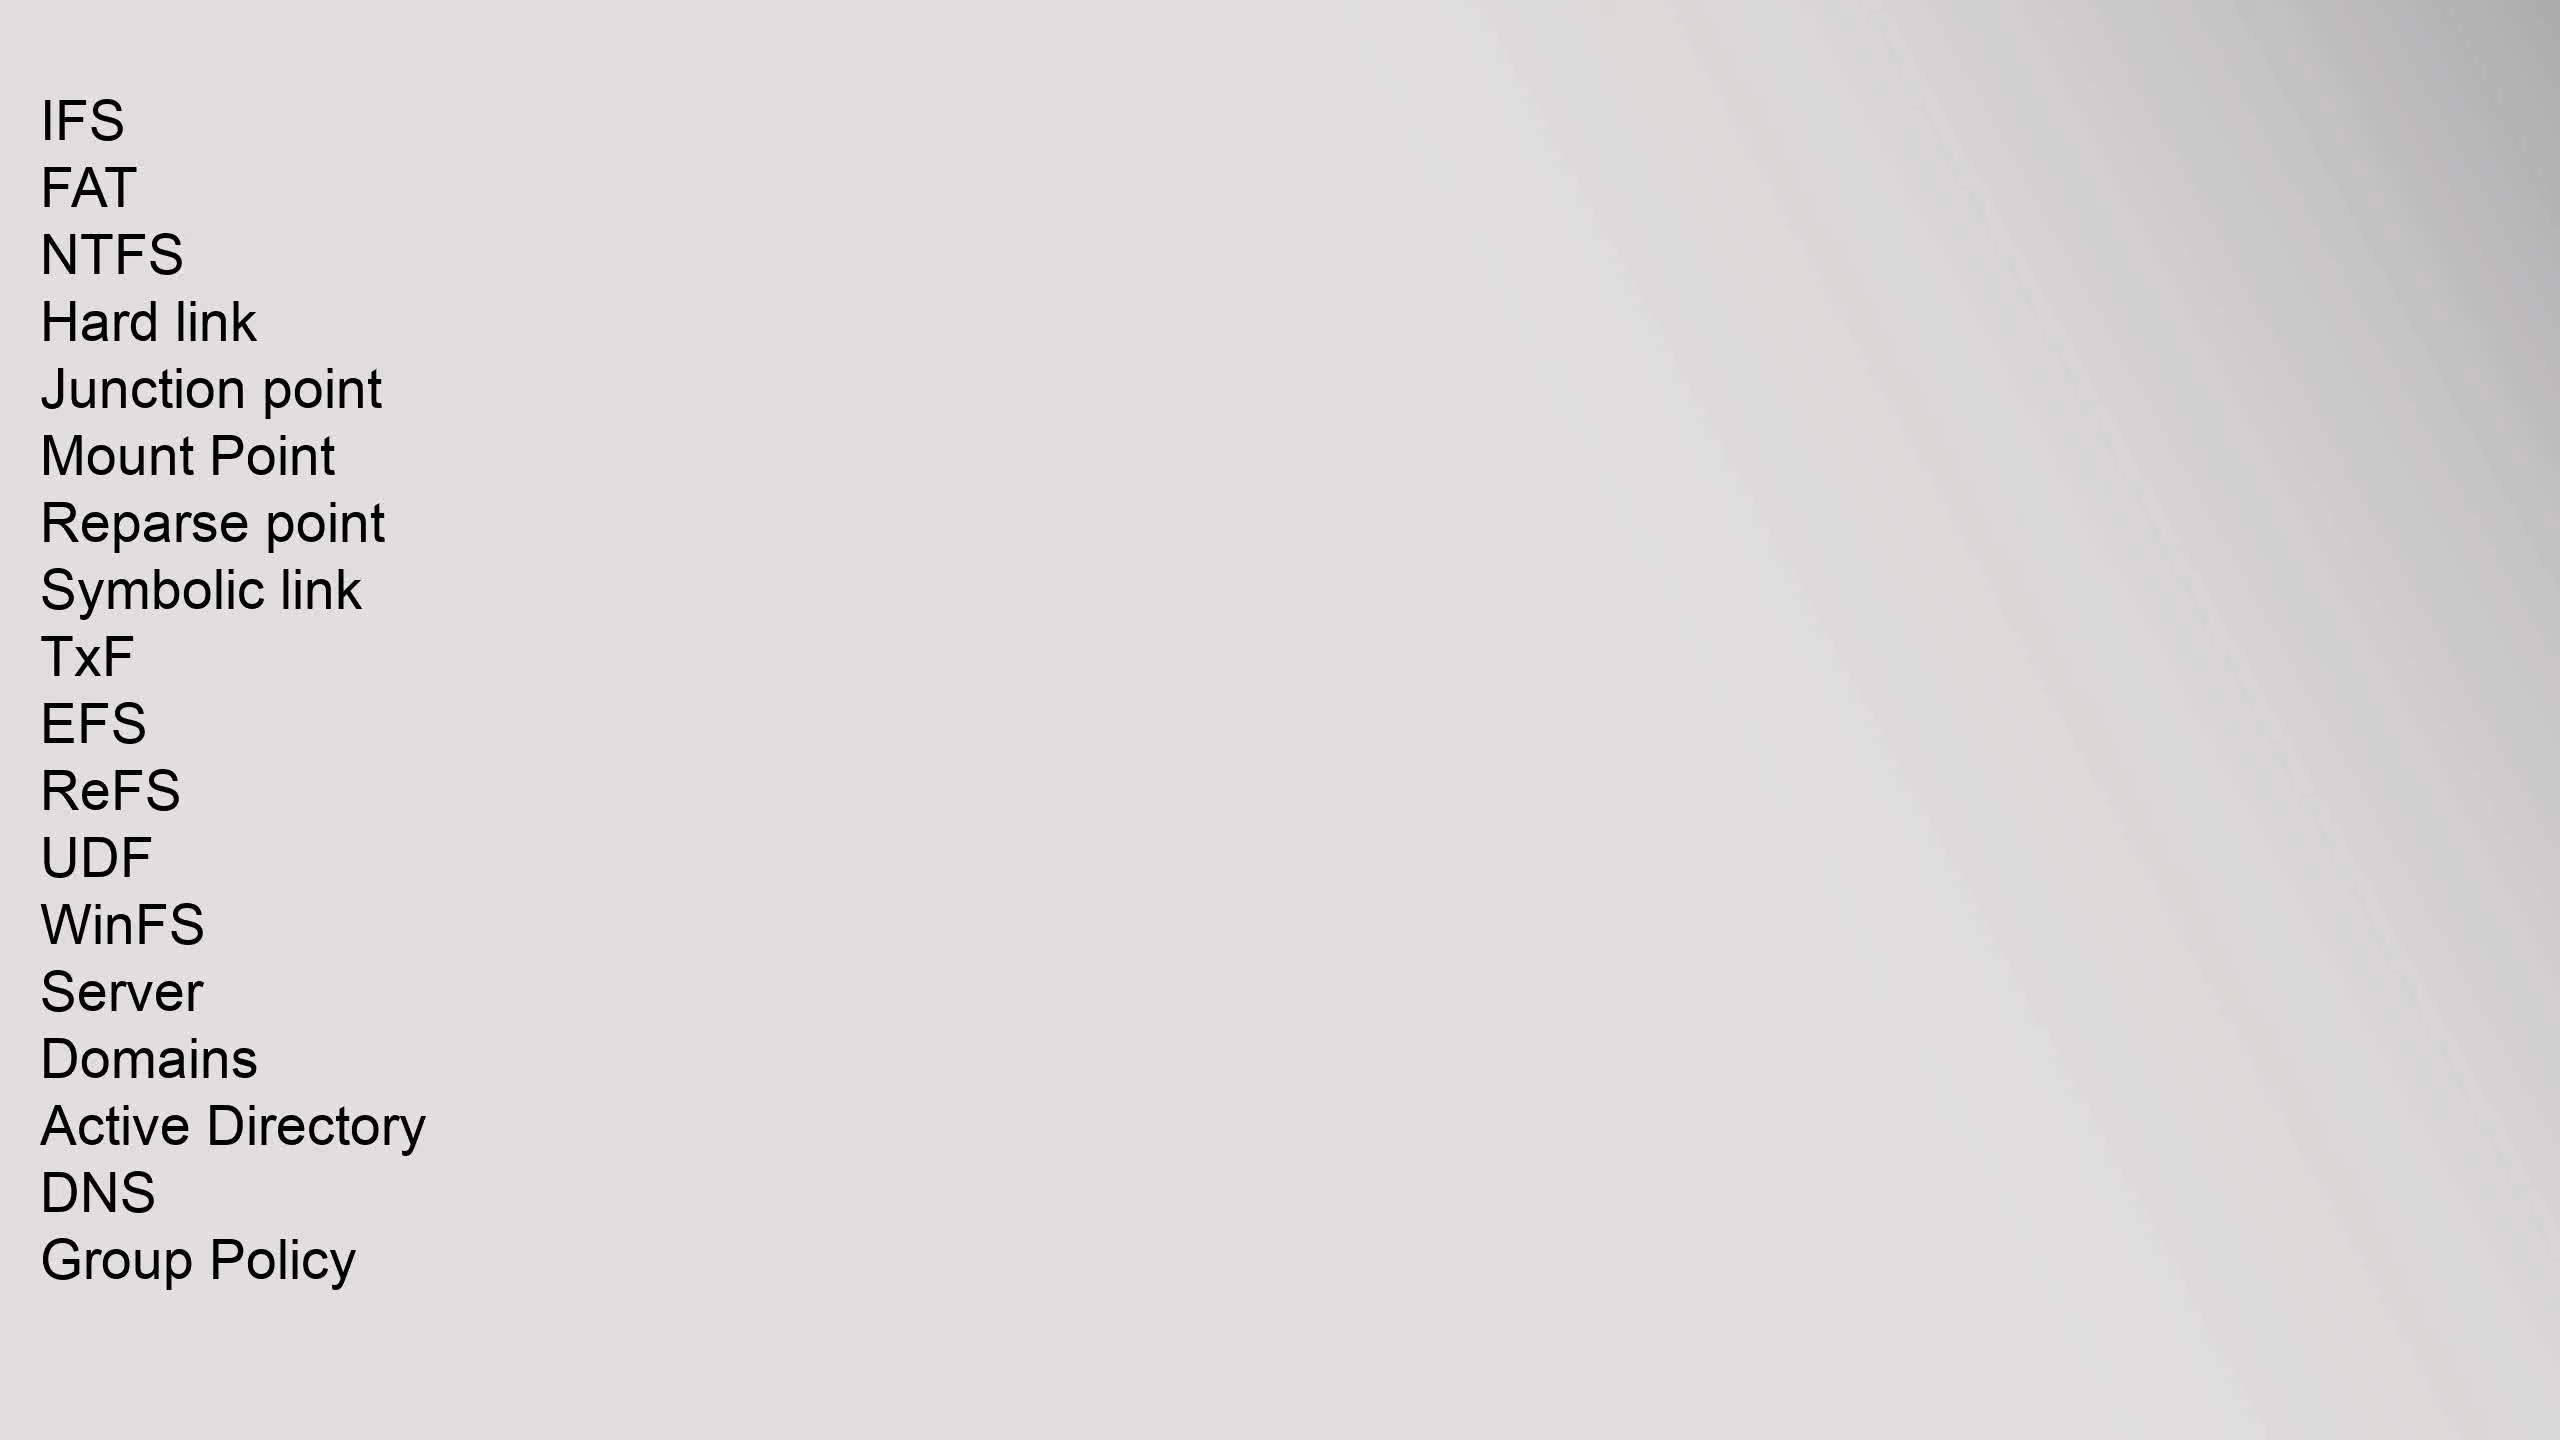 IFS
FAT
NTFS
Hard link
Junction point
Mount Point
Reparse point
Symbolic link
TxF
EFS
ReFS
UDF
WinFS
Server
Domains
Active Directory
DNS
Group Policy